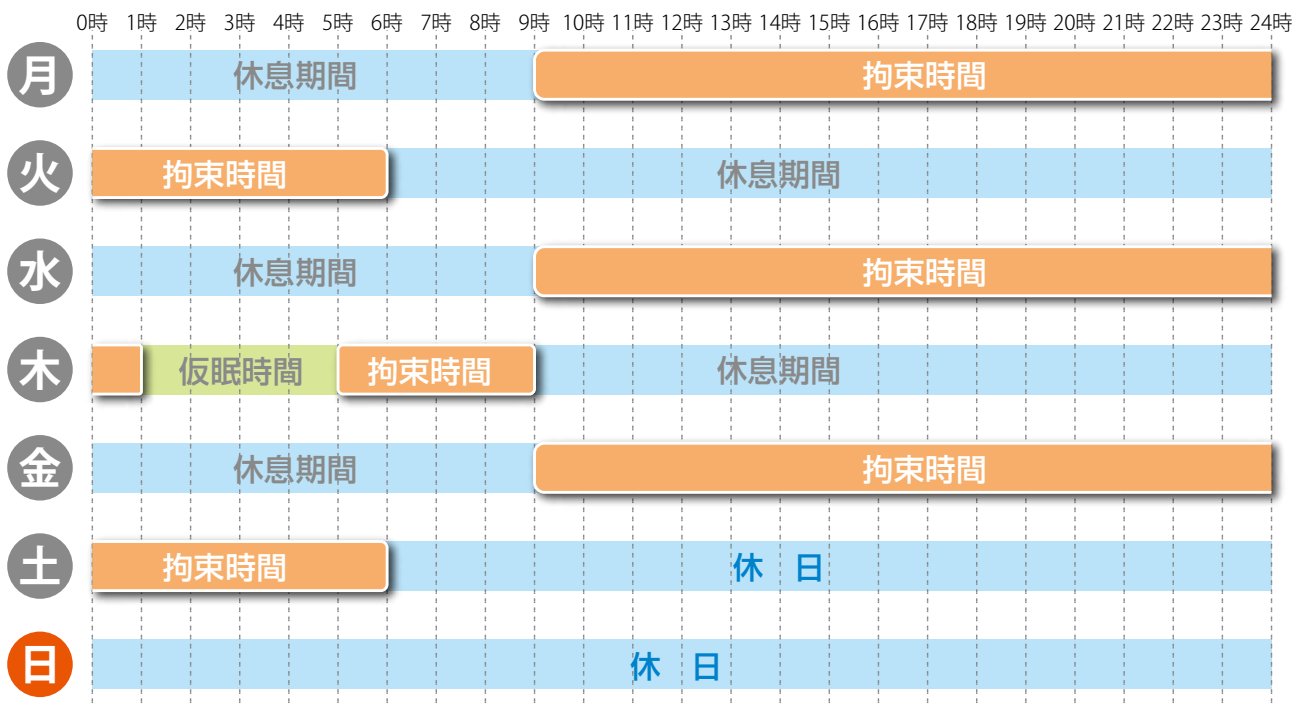 0時 1時 2時 3時 4時 5時 6時 7時 8時 9時 10時 11時 12時 13時 14時 15時 16時 17時 18時 19時 20時 21時 22時 23時 24時
月 休息期間 拘束時間
火 拘束時間 休息期間
水 休息期間 拘束時間
木 仮眠時間 拘束時間 休息期間
金 休息期間 拘束時間
土 拘束時間 休 日
日 休 日